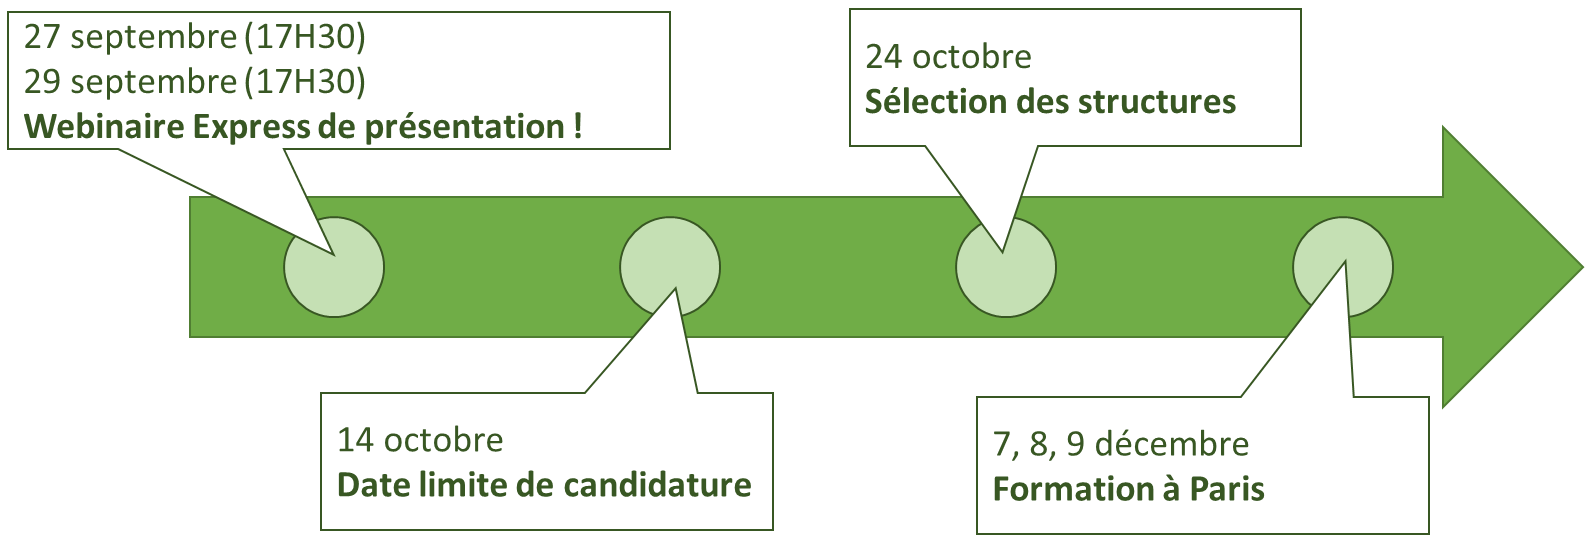 27 septembre (17H30)
29 septembre (17H30)
Webinaire Express de présentation !
14 octobre
Date limite de candidature
24 octobre
Sélection des structures
7, 8, 9 décembre
Formation à Paris